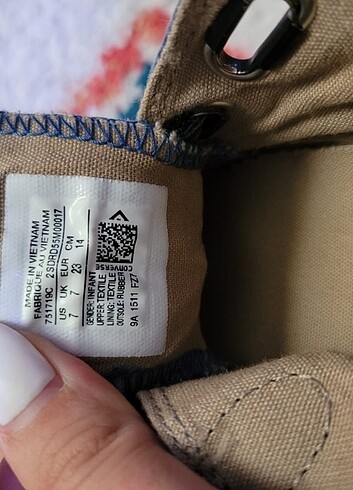 MADE IN VIETNAM
FABRIQUE AU VIETNAM
751719C 2SDRD55M00017
US UK EUR CM
7 7 23 14
GENDER: INFANT
UPPER: TEXTILE
LINING: TEXTILE
OUTSOLE: RUBBER
9A 1511 FZ7
CONVERSE